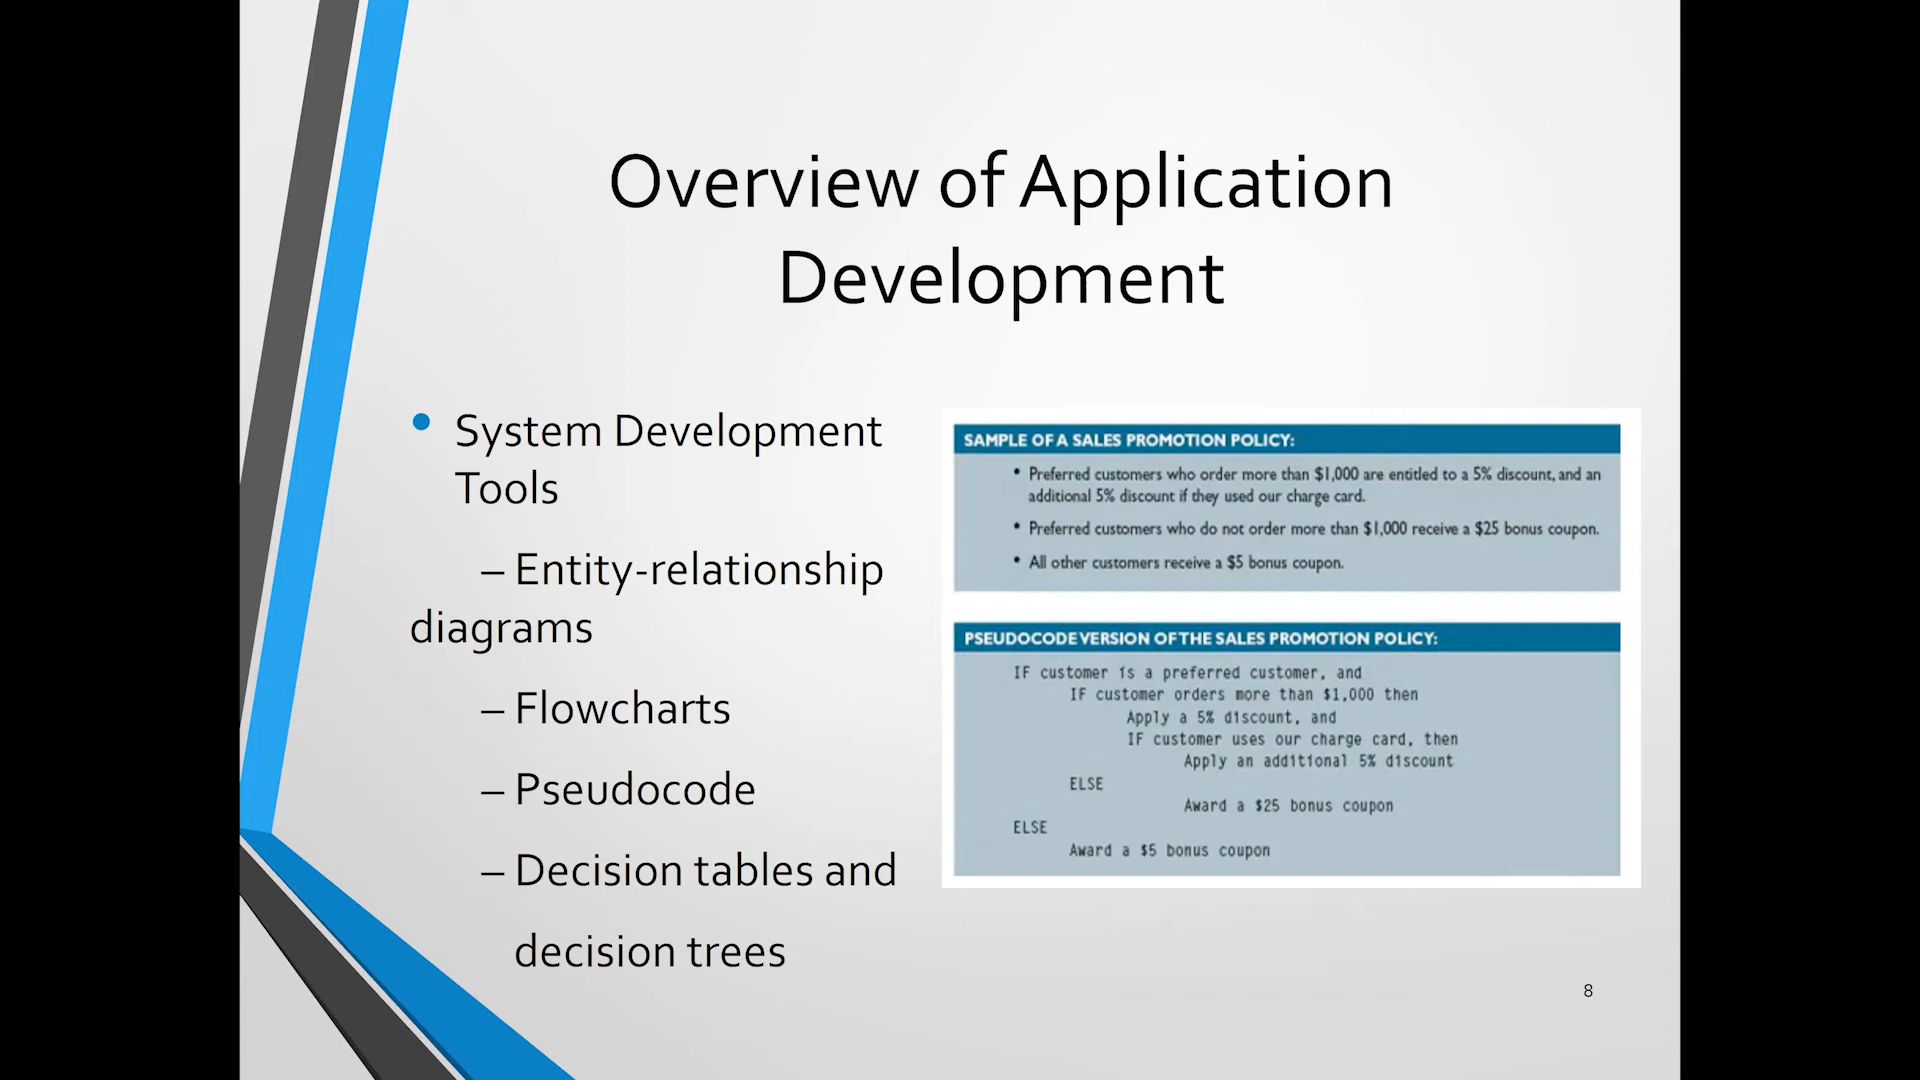 Overview of Application
Development
• System Development
Tools
– Entity-relationship
diagrams
– Flowcharts
– Pseudocode
– Decision tables and
decision trees
SAMPLE OF A SALES PROMOTION POLICY:
• Preferred customers who order more than $1,000 are entitled to a 5% discount, and an
additional 5% discount if they used our charge card.
• Preferred customers who do not order more than $1,000 receive a $25 bonus coupon.
• All other customers receive a $5 bonus coupon.
PSEUDOCODE VERSION OF THE SALES PROMOTION POLICY:
IF customer is a preferred customer, and
IF customer orders more than $1,000 then
Apply a 5% discount, and
IF customer uses our charge card, then
Apply an additional 5% discount
ELSE
Award a $25 bonus coupon
ELSE
Award a $5 bonus coupon
8